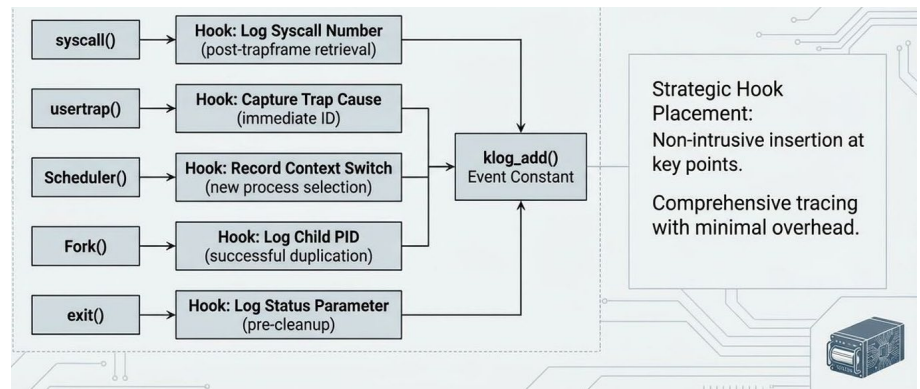 syscall()
Hook: Log Syscall Number
(post-trapframe retrieval)
usertrap()
Hook: Capture Trap Cause
(immediate ID)
Scheduler()
Hook: Record Context Switch
(new process selection)
Fork()
Hook: Log Child PID
(successful duplication)
exit()
Hook: Log Status Parameter
(pre-cleanup)
klog_add()
Event Constant
Strategic Hook
Placement:
Non-intrusive insertion at
key points.
Comprehensive tracing
with minimal overhead.